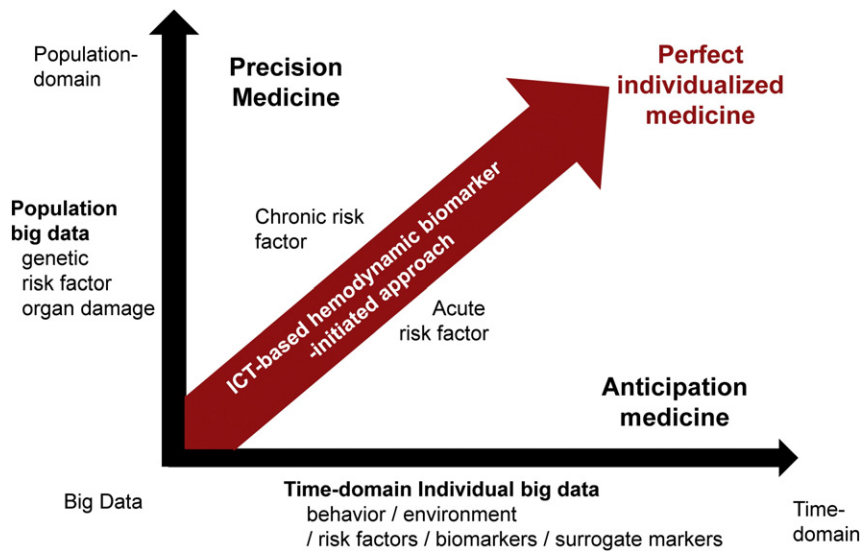 Population-
domain
Precision
Medicine
Perfect
individualized
medicine
Population
big data
genetic
risk factor
organ damage
Chronic risk
factor
ICT-based hemodynamic biomarker
-initiated approach
Acute
risk factor
Anticipation
medicine
Big Data
Time-domain Individual big data
behavior / environment
/ risk factors / biomarkers / surrogate markers
Time-
domain